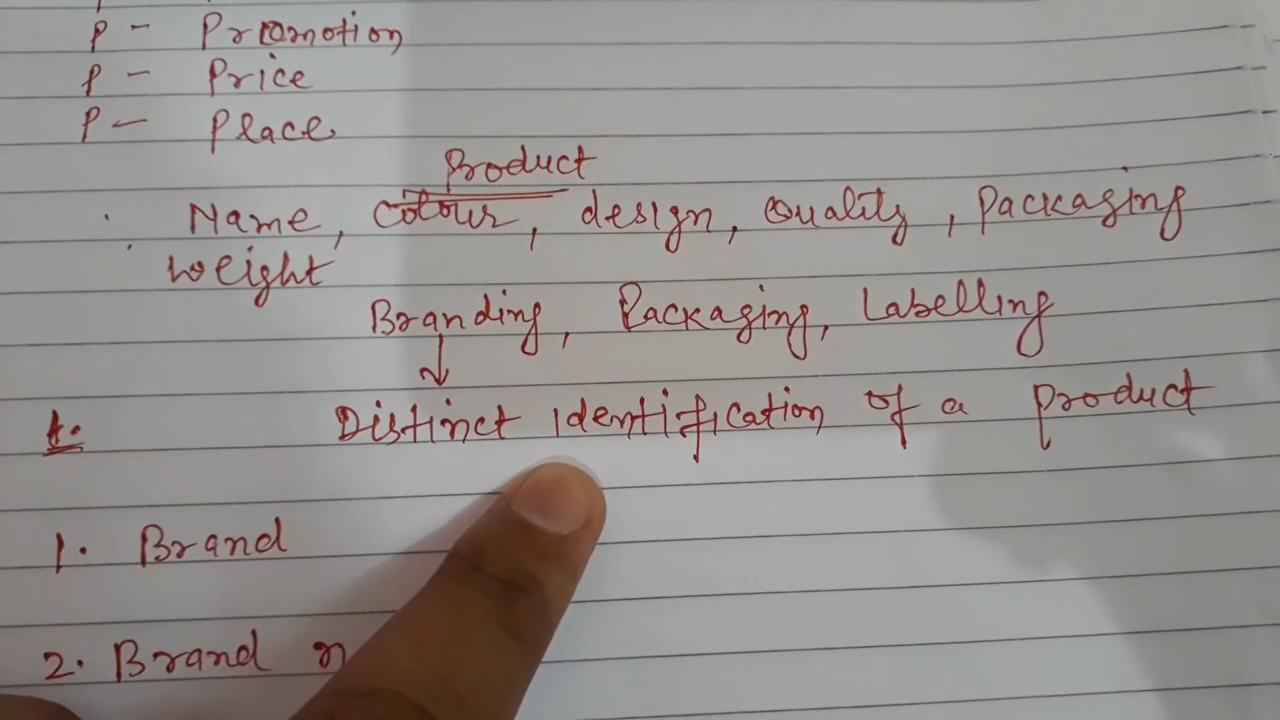 P - Promotion
P - Price
P - Place
Product
Name, colour, design, Quality, Packaging
weight
Branding, Packaging, Labelling
↓
Distinct Identification of a product
1. Brand
2. Brand n